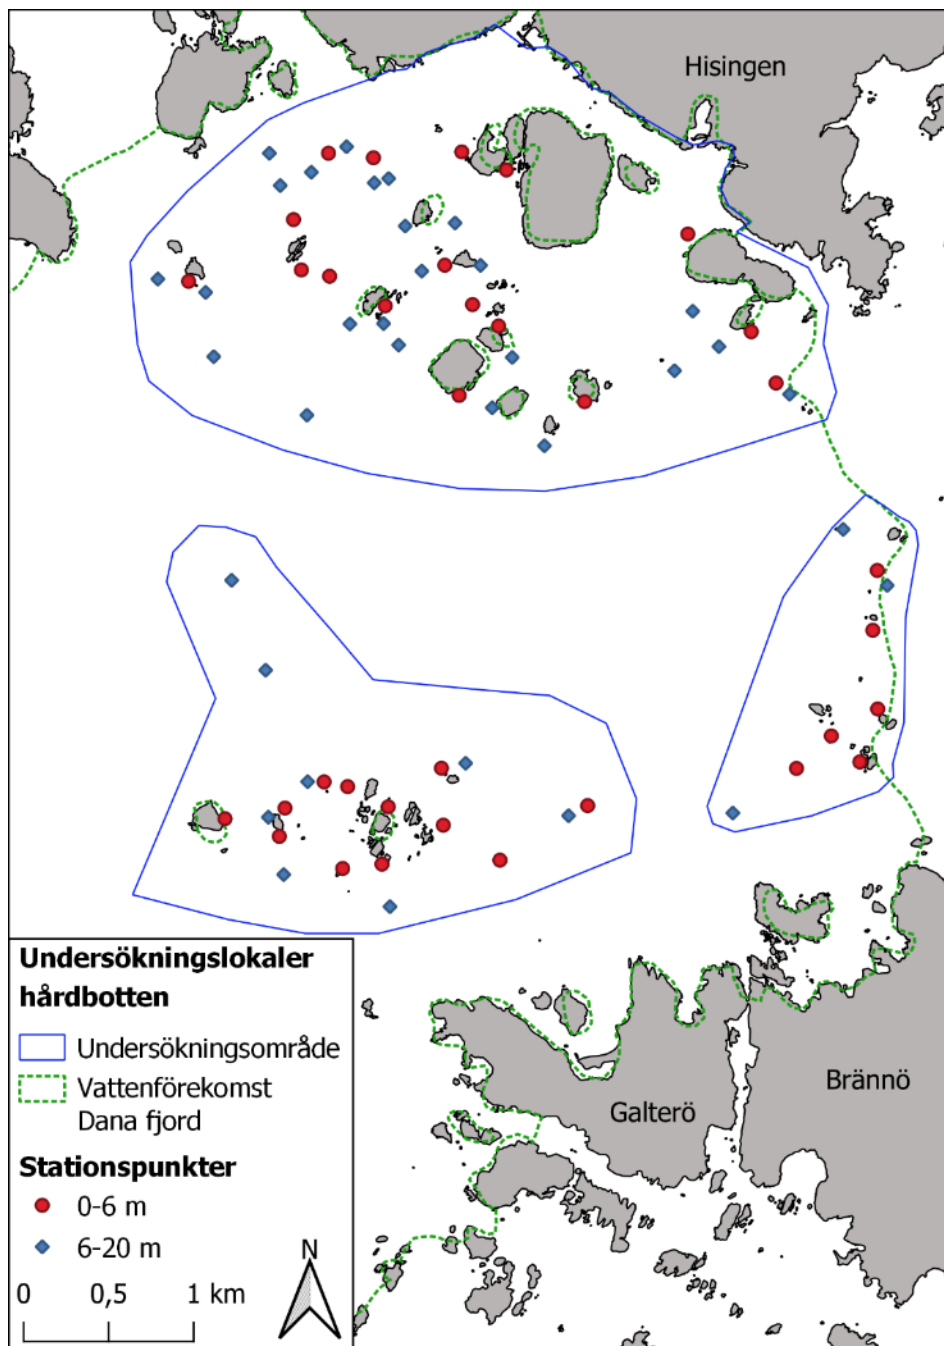 Hisingen
Brännö
Galterö
Undersökningslokaler
hårdbotten
Undersökningsområde
Vattenförekomst
Dana fjord
Stationspunkter
0-6 m
6-20 m
N
0 0,5 1 km